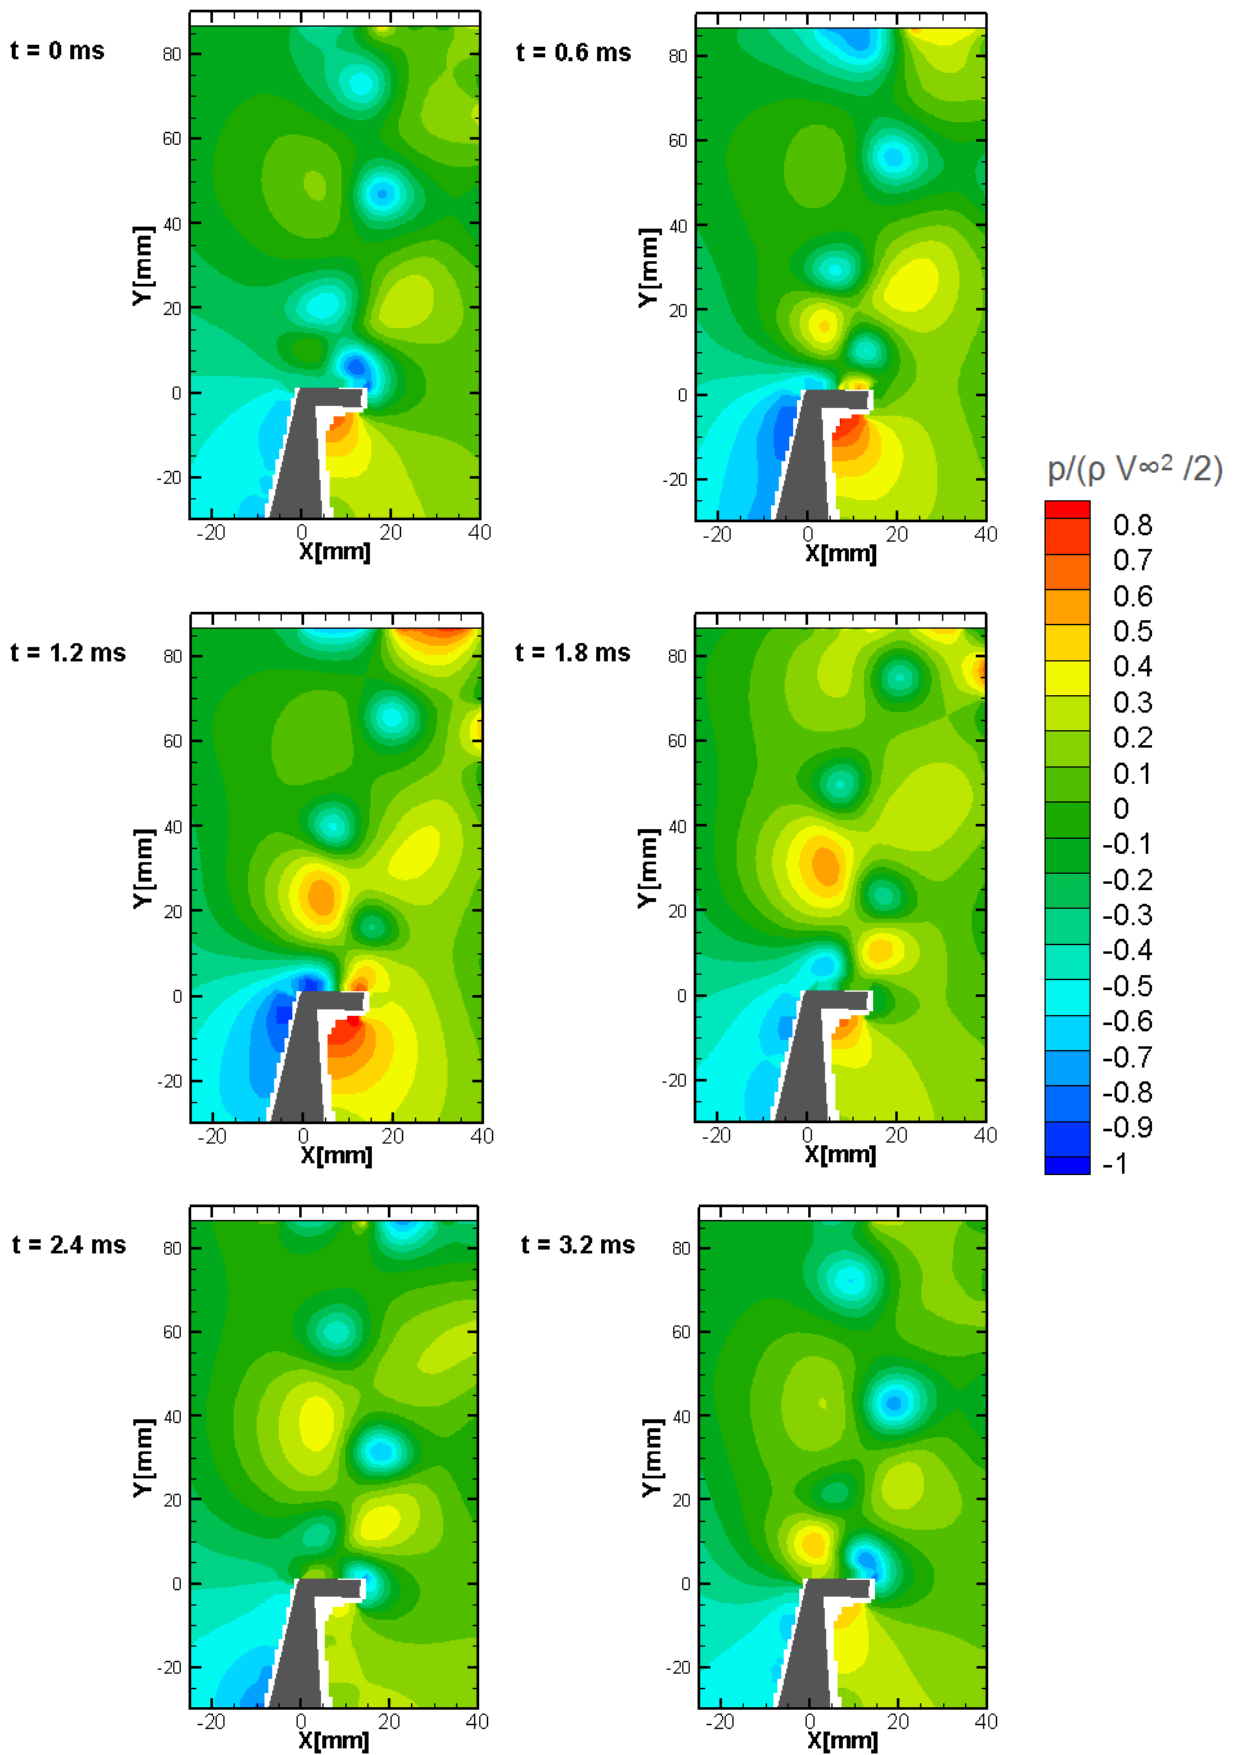 t = 0 ms
80
60
40
20
0
-20
Y[mm]
-20 0 20 40
X[mm]
t = 0.6 ms
80
60
40
20
0
-20
Y[mm]
-20 0 20 40
X[mm]
p/(ρ V∞² /2)
0.8
0.7
0.6
0.5
0.4
0.3
0.2
0.1
0
-0.1
-0.2
-0.3
-0.4
-0.5
-0.6
-0.7
-0.8
-0.9
-1
t = 1.2 ms
80
60
40
20
0
-20
Y[mm]
-20 0 20 40
X[mm]
t = 1.8 ms
80
60
40
20
0
-20
Y[mm]
-20 0 20 40
X[mm]
t = 2.4 ms
80
60
40
20
0
-20
Y[mm]
-20 0 20 40
X[mm]
t = 3.2 ms
80
60
40
20
0
-20
Y[mm]
-20 0 20 40
X[mm]